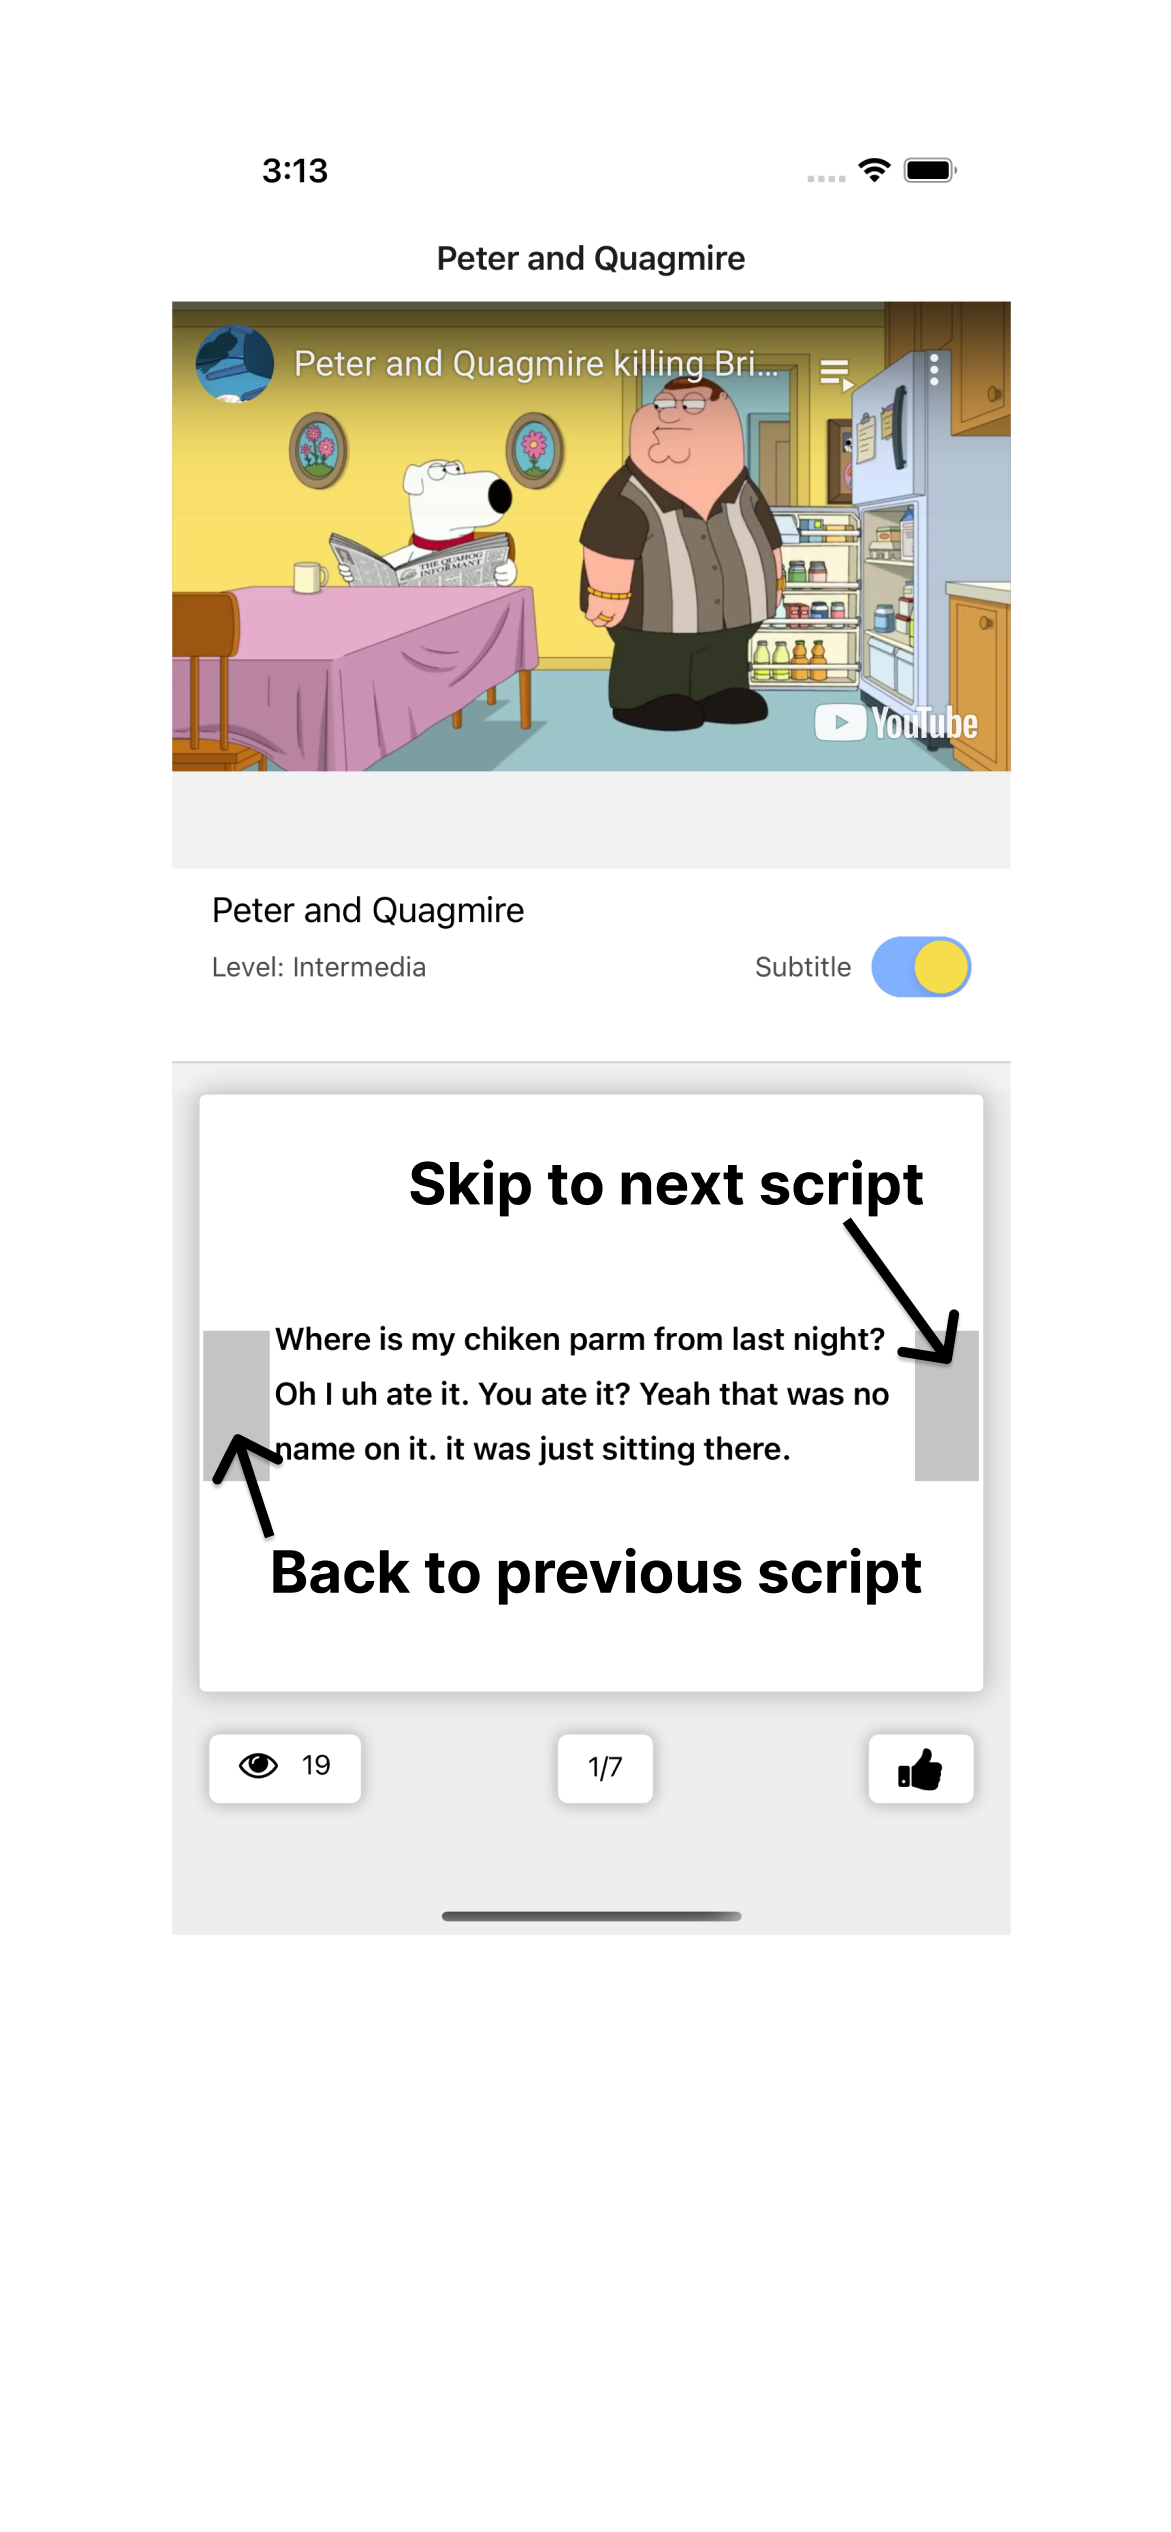 3:13
Peter and Quagmire
Peter and Quagmire killing Bri...
THE QUAHOG
INFORMANT
YouTube
Peter and Quagmire
Level: Intermedia
Subtitle
Skip to next script
Where is my chiken parm from last night?
Oh I uh ate it. You ate it? Yeah that was no
name on it. it was just sitting there.
Back to previous script
19
1/7